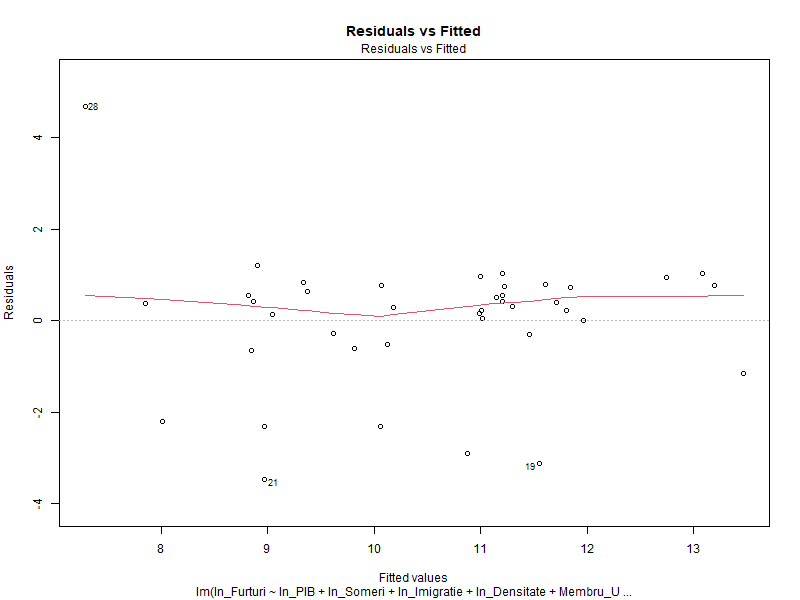 Residuals vs Fitted
Residuals vs Fitted
Residuals
4
2
0
-2
-4
28
19
21
8
9
10
11
12
13
Fitted values
lm(ln_Furturi ~ ln_PIB + ln_Someri + ln_Imigratie + ln_Densitate + Membru_U ...